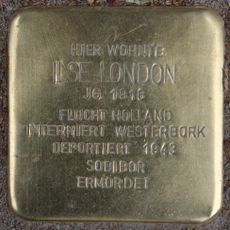 HIER WOHNTE
ILSE LONDON
JG. 1916
FLUCHT HOLLAND
INTERNIERT WESTERBORK
DEPORTIERT 1943
SOBIBOR
ERMORDET